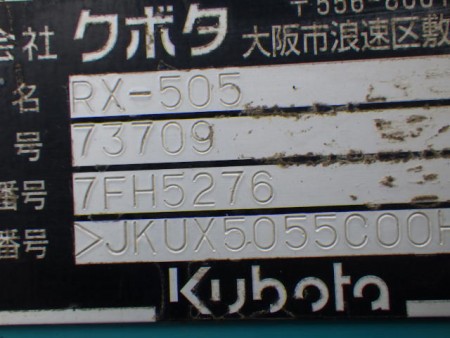 会社 クボタ 〒556-8601
大阪市浪速区敷
名 RX-505
号 73709
番号 7FH5276
番号 >JKUX5055C00H
Kubota